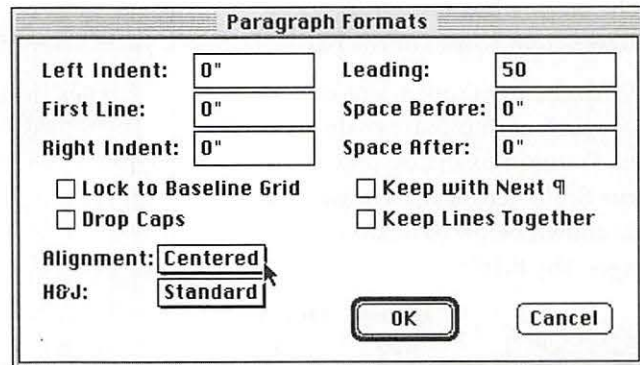 Paragraph Formats
Left Indent: 0" Leading: 50
First Line: 0" Space Before: 0"
Right Indent: 0" Space After: 0"
Lock to Baseline Grid Keep with Next ¶
Drop Caps Keep Lines Together
Alignment: Centered
H&J: Standard
OK Cancel